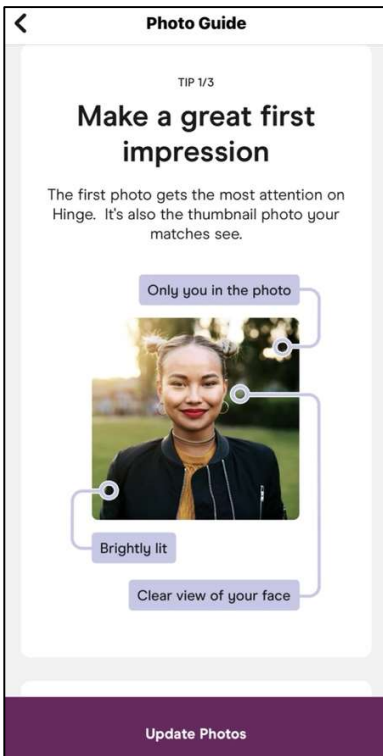 Photo Guide
TIP 1/3
Make a great first
impression
The first photo gets the most attention on
Hinge. It's also the thumbnail photo your
matches see.
Only you in the photo
Brightly lit
Clear view of your face
Update Photos